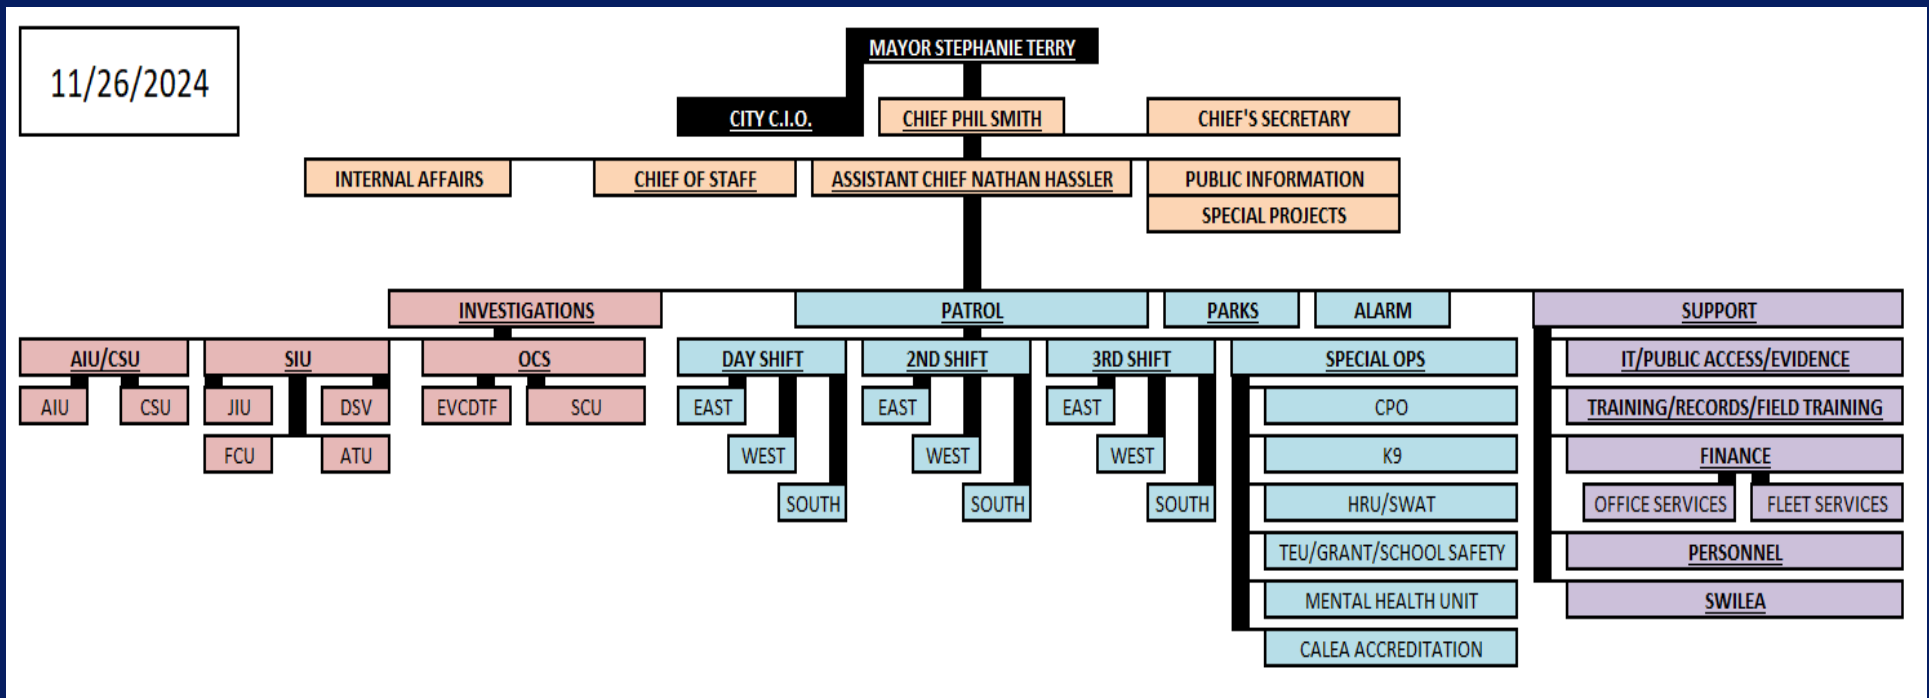 11/26/2024
MAYOR STEPHANIE TERRY
CITY C.I.O.
CHIEF PHIL SMITH
CHIEF'S SECRETARY
INTERNAL AFFAIRS
CHIEF OF STAFF
ASSISTANT CHIEF NATHAN HASSLER
PUBLIC INFORMATION
SPECIAL PROJECTS
INVESTIGATIONS
PATROL
PARKS
ALARM
SUPPORT
AIU/CSU
SIU
OCS
DAY SHIFT
2ND SHIFT
3RD SHIFT
SPECIAL OPS
IT/PUBLIC ACCESS/EVIDENCE
AIU
CSU
JIU
DSV
EVCDTF
SCU
EAST
EAST
EAST
CPO
TRAINING/RECORDS/FIELD TRAINING
FCU
ATU
WEST
WEST
WEST
K9
FINANCE
SOUTH
SOUTH
SOUTH
HRU/SWAT
OFFICE SERVICES
FLEET SERVICES
TEU/GRANT/SCHOOL SAFETY
PERSONNEL
MENTAL HEALTH UNIT
SWILEA
CALEA ACCREDITATION